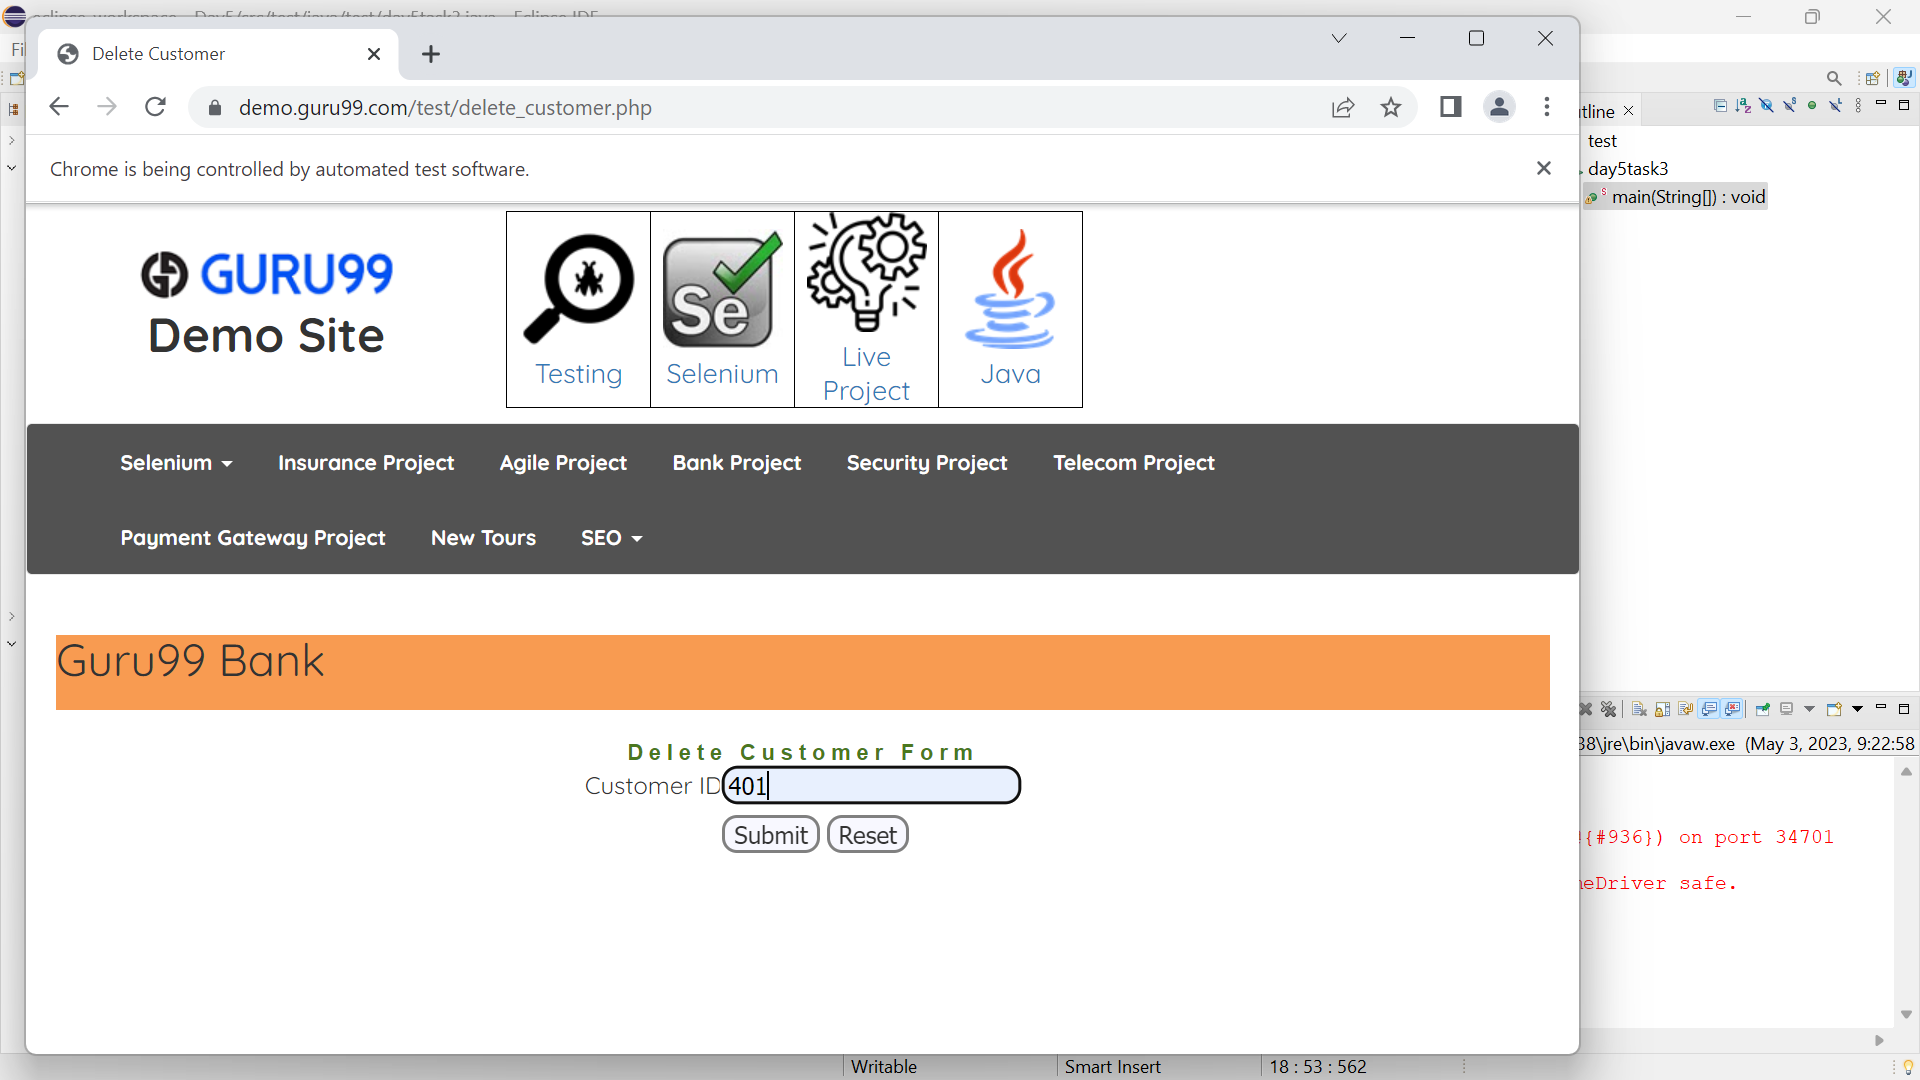 Delete Customer
demo.guru99.com/test/delete_customer.php
Chrome is being controlled by automated test software.
GURU99
Demo Site
Testing
Se
Selenium
Live
Project
Java
Selenium
Insurance Project
Agile Project
Bank Project
Security Project
Telecom Project
Payment Gateway Project
New Tours
SEO
Guru99 Bank
Delete Customer Form
Customer ID 401
Submit
Reset
tline
test
day5task3
main(String[]) : void
38\jre\bin\javaw.exe (May 3, 2023, 9:22:58
{#936}) on port 34701
eDriver safe.
Writable
Smart Insert
18 : 53 : 562